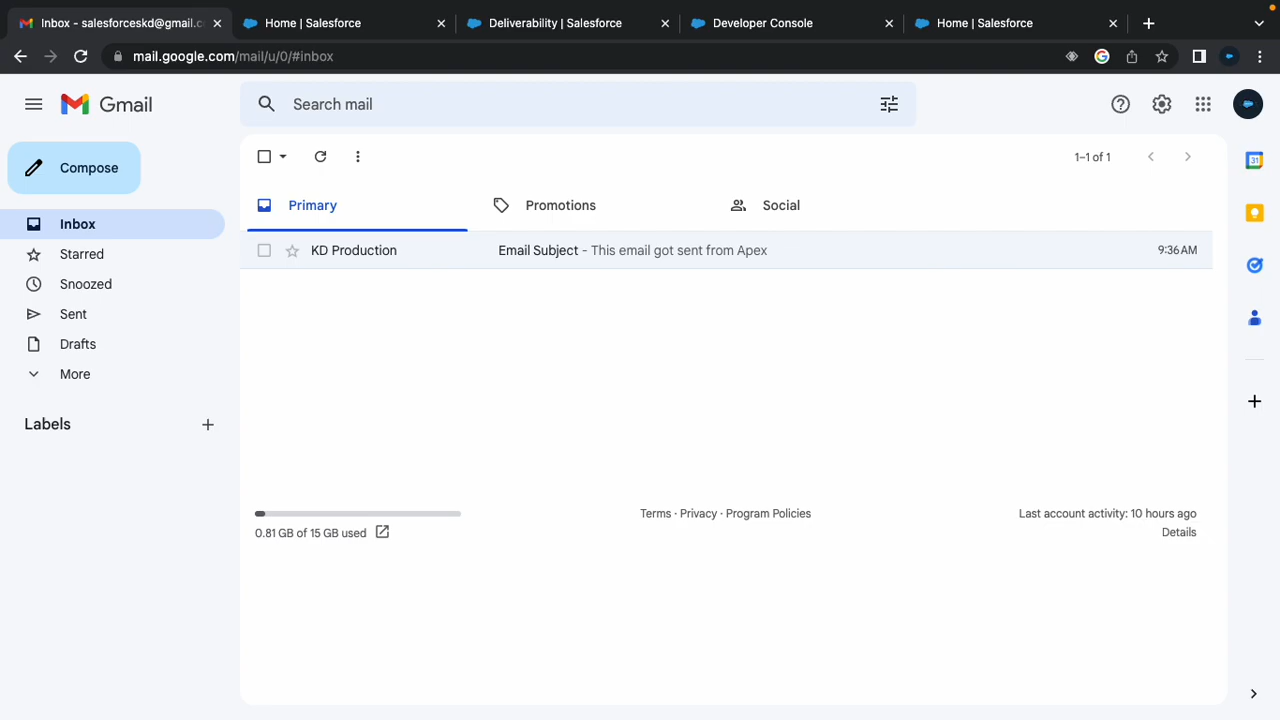 Inbox - salesforceskd@gmail.c
Home | Salesforce
Deliverability | Salesforce
Developer Console
Home | Salesforce
mail.google.com/mail/u/0/#inbox
Gmail
Search mail
Compose
1–1 of 1
Primary
Promotions
Social
Inbox
KD Production
Email Subject - This email got sent from Apex
9:36 AM
Starred
Snoozed
Sent
Drafts
More
Labels
31
0.81 GB of 15 GB used
Terms · Privacy · Program Policies
Last account activity: 10 hours ago
Details